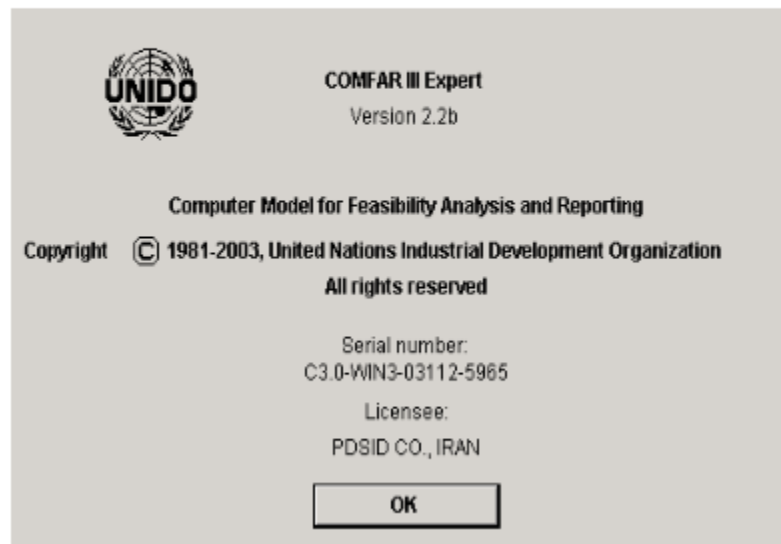 UNIDO
COMFAR III Expert
Version 2.2b
Computer Model for Feasibility Analysis and Reporting
Copyright © 1981-2003, United Nations Industrial Development Organization
All rights reserved
Serial number:
C3.0-WIN3-03112-5965
Licensee:
PDSID CO., IRAN
OK